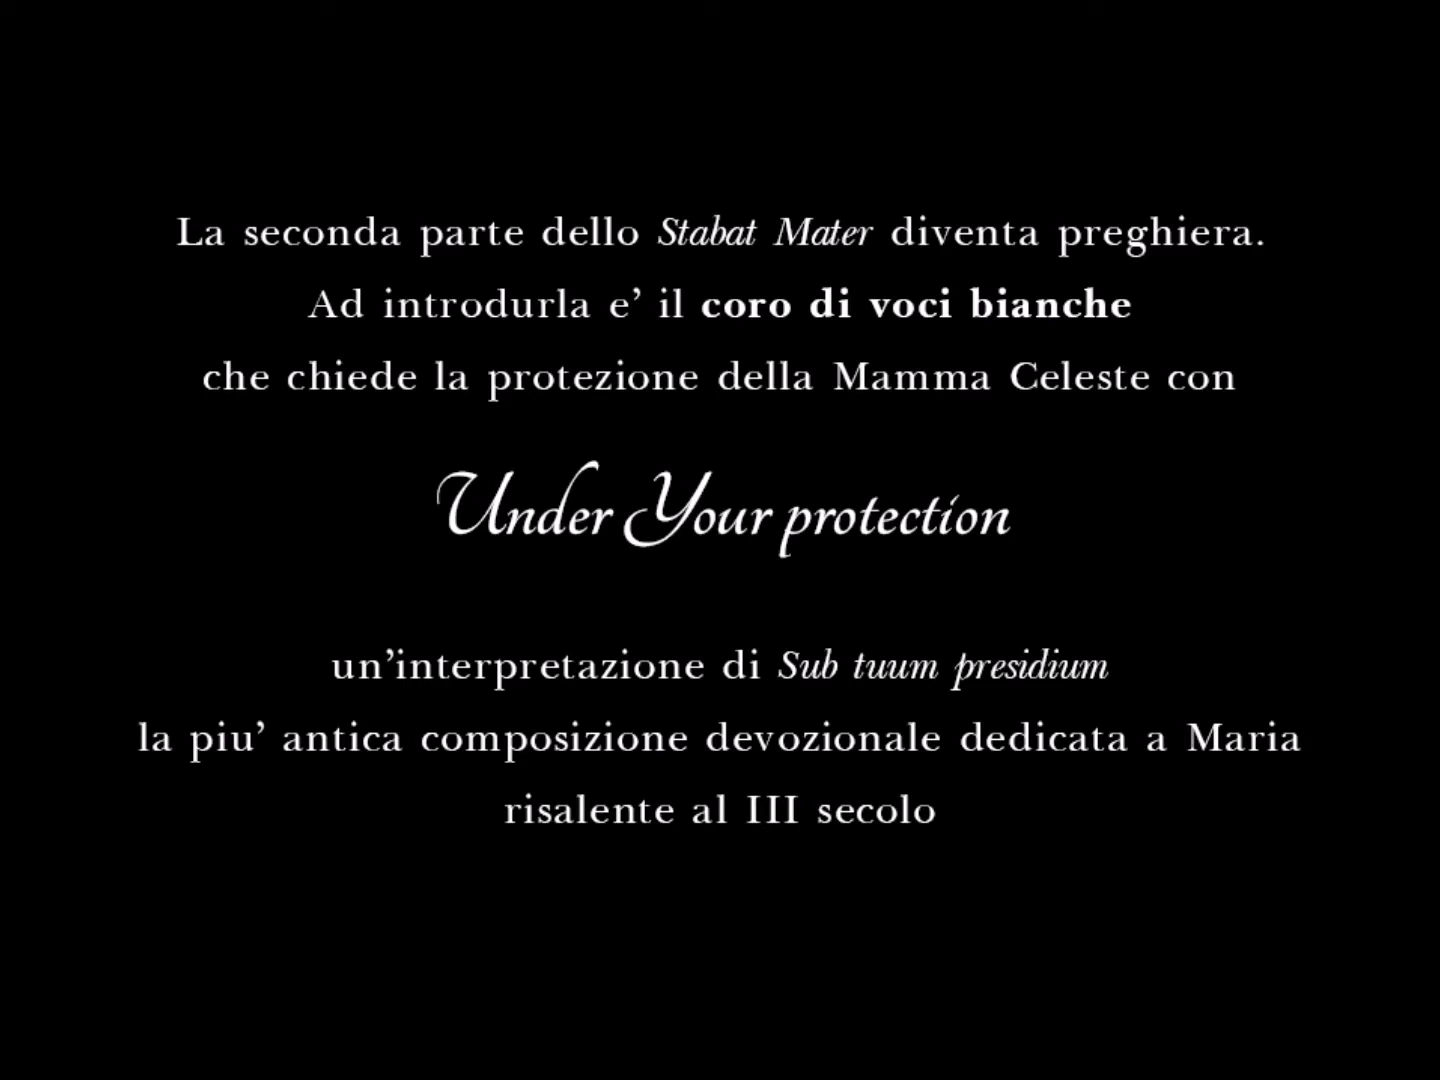 La seconda parte dello Stabat Mater diventa preghiera.
Ad introdurla e’ il coro di voci bianche
che chiede la protezione della Mamma Celeste con
Under Your protection
un’interpretazione di Sub tuum presidium
la piu’ antica composizione devozionale dedicata a Maria
risalente al III secolo